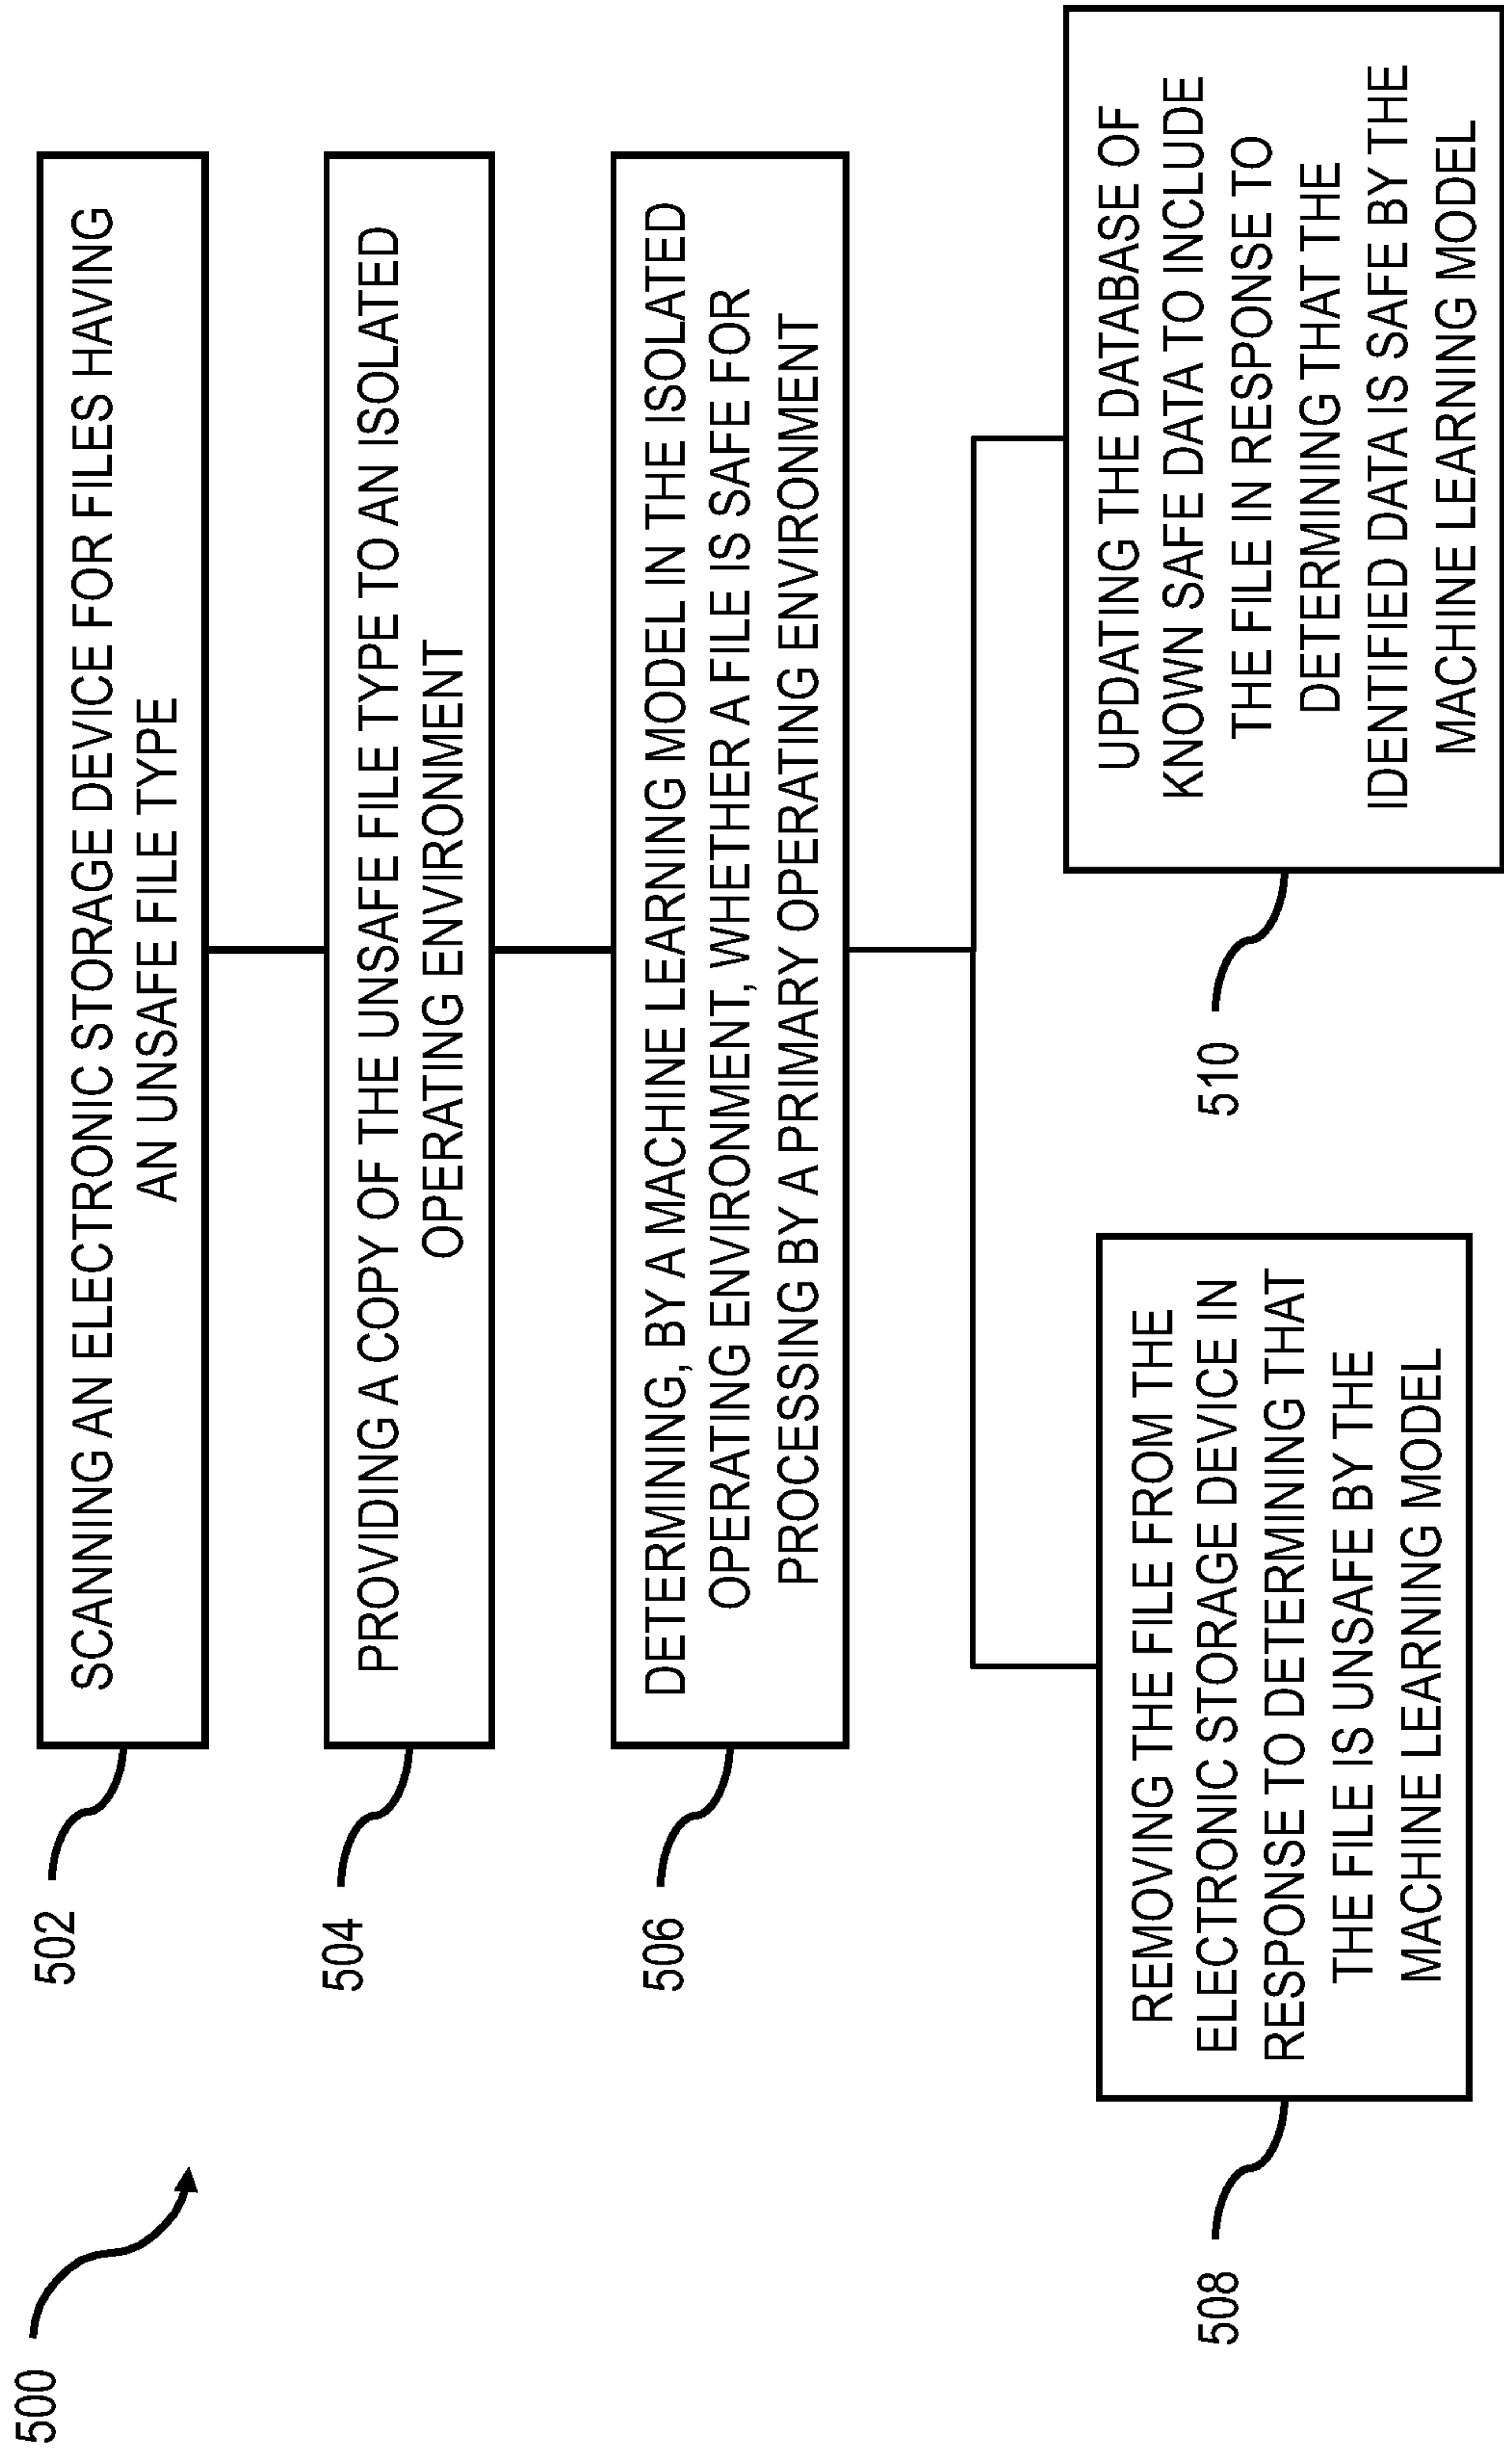 500
502
SCANNING AN ELECTRONIC STORAGE DEVICE FOR FILES HAVING
AN UNSAFE FILE TYPE
504
PROVIDING A COPY OF THE UNSAFE FILE TYPE TO AN ISOLATED
OPERATING ENVIRONMENT
506
DETERMINING, BY A MACHINE LEARNING MODEL IN THE ISOLATED
OPERATING ENVIRONMENT, WHETHER A FILE IS SAFE FOR
PROCESSING BY A PRIMARY OPERATING ENVIRONMENT
508
REMOVING THE FILE FROM THE
ELECTRONIC STORAGE DEVICE IN
RESPONSE TO DETERMINING THAT
THE FILE IS UNSAFE BY THE
MACHINE LEARNING MODEL
510
UPDATING THE DATABASE OF
KNOWN SAFE DATA TO INCLUDE
THE FILE IN RESPONSE TO
DETERMINING THAT THE
IDENTIFIED DATA IS SAFE BY THE
MACHINE LEARNING MODEL